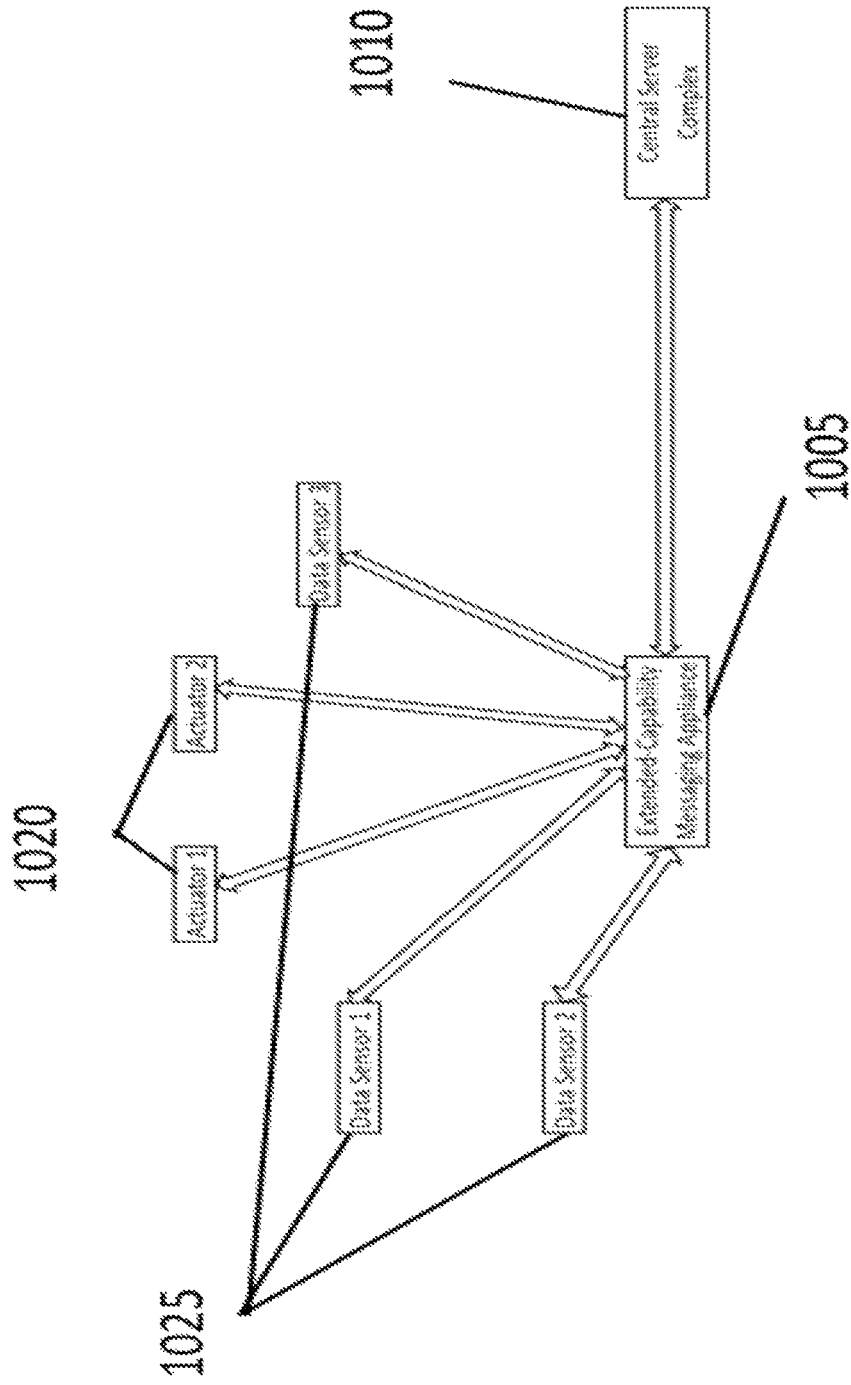 1020
1025
Actuator 1
Actuator 2
Data Sensor 3
Data Sensor 1
1010
Data Sensor 2
Extended-Capability
Messaging Appliance
Central Server
Complex
1005